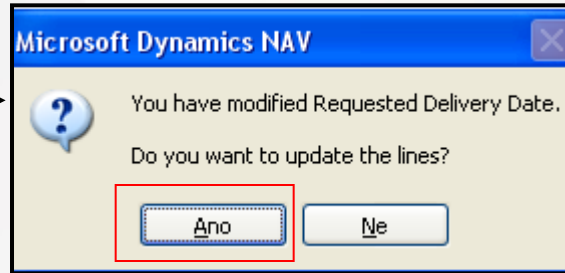 Microsoft Dynamics NAV
You have modified Requested Delivery Date.
Do you want to update the lines?
Ano
Ne